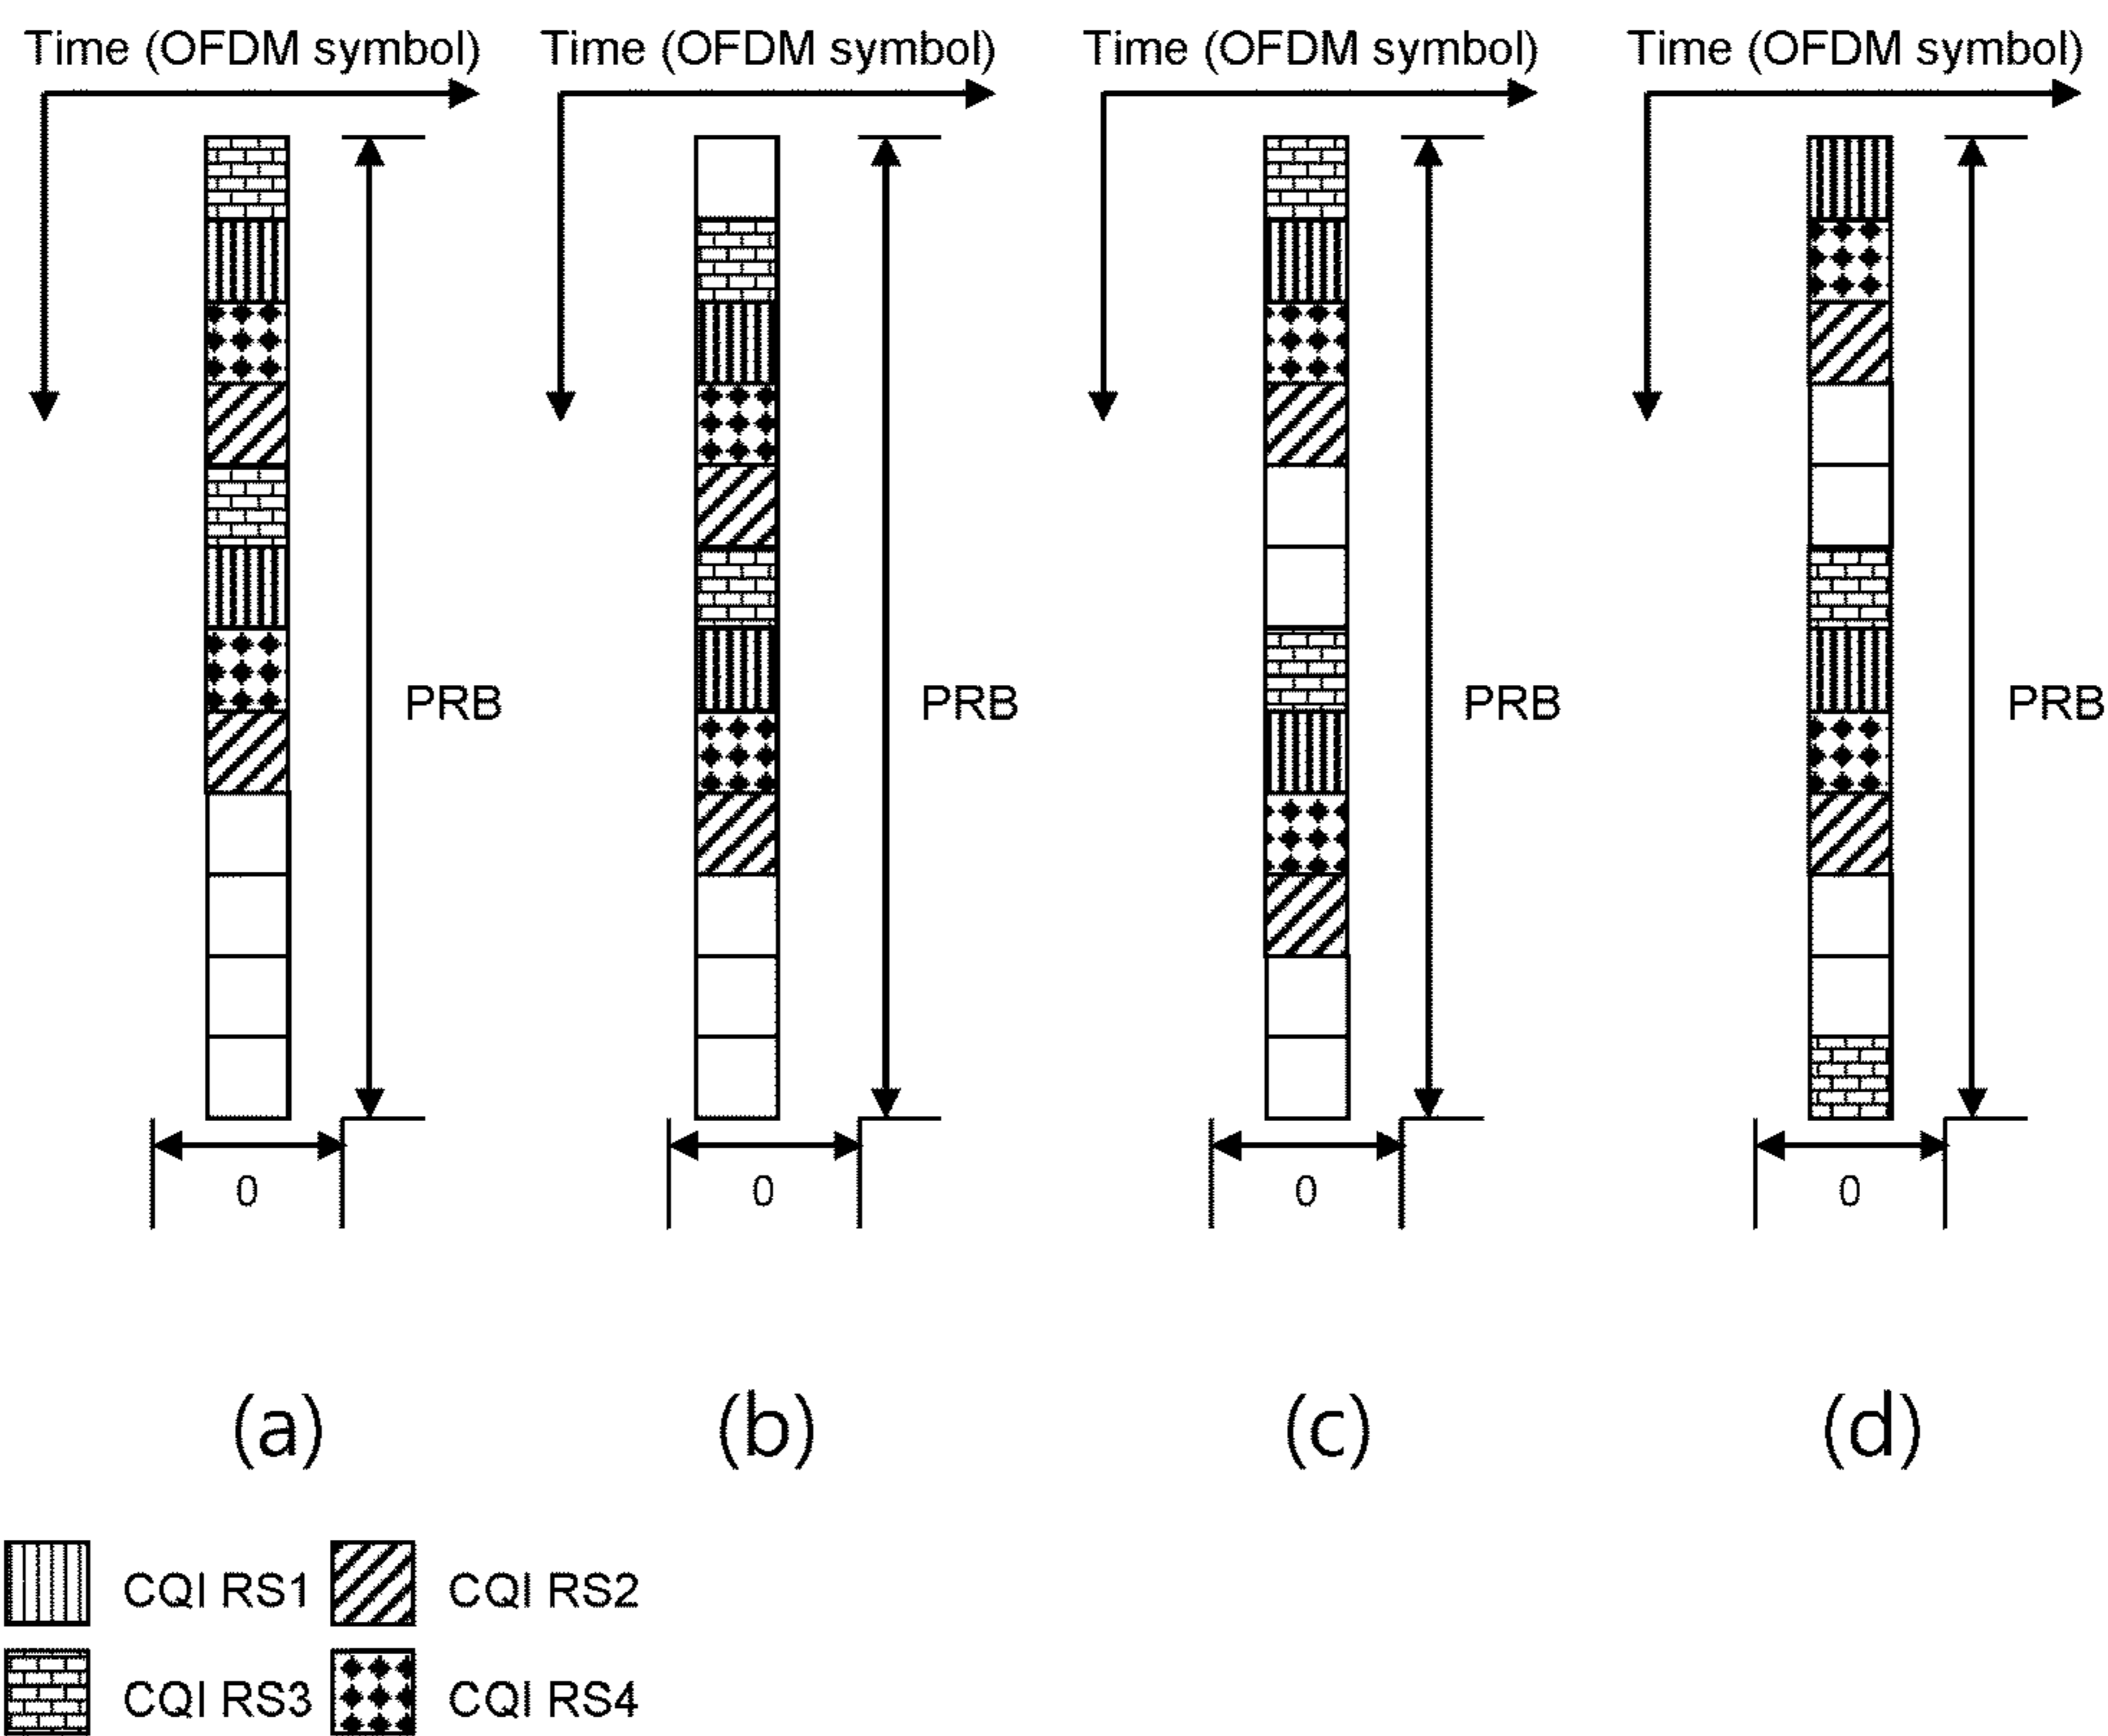 Time (OFDM symbol) Time (OFDM symbol) Time (OFDM symbol) Time (OFDM symbol)
PRB PRB PRB PRB
0 0 0 0
(a) (b) (c) (d)
CQI RS1 CQI RS2
CQI RS3 CQI RS4